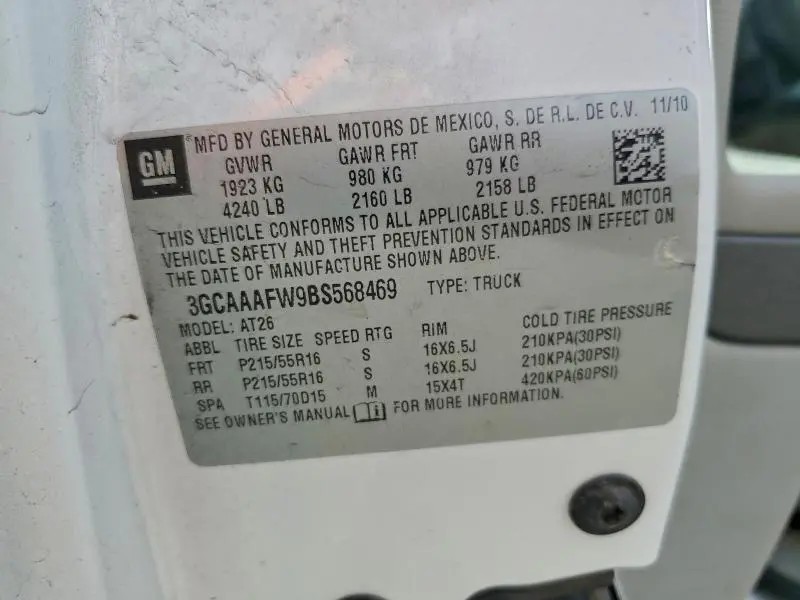 GM
MFD BY GENERAL MOTORS DE MEXICO, S. DE R.L. DE C.V. 11/10
GVWR GAWR FRT GAWR RR
1923 KG 980 KG 979 KG
4240 LB 2160 LB 2158 LB
THIS VEHICLE CONFORMS TO ALL APPLICABLE U.S. FEDERAL MOTOR
VEHICLE SAFETY AND THEFT PREVENTION STANDARDS IN EFFECT ON
THE DATE OF MANUFACTURE SHOWN ABOVE.
3GCAAAFW9BS568469 TYPE: TRUCK
MODEL: AT26
ABBL TIRE SIZE SPEED RTG RIM COLD TIRE PRESSURE
FRT P215/55R16 S 16X6.5J 210KPA(30PSI)
RR P215/55R16 S 16X6.5J 210KPA(30PSI)
SPA T115/70D15 M 15X4T 420KPA(60PSI)
SEE OWNER'S MANUAL i FOR MORE INFORMATION.